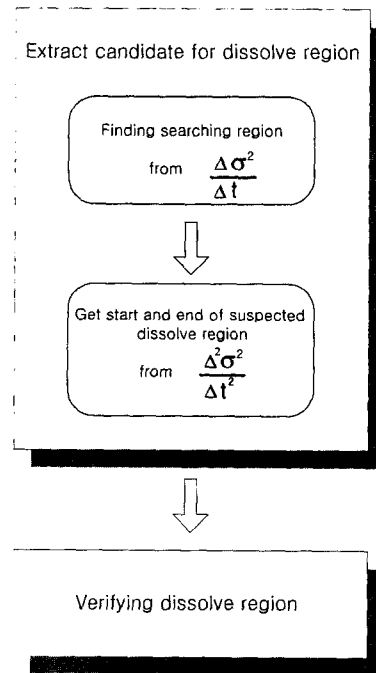 Extract candidate for dissolve region
Finding searching region
from Δσ²/Δt
Get start and end of suspected
dissolve region
from Δ²σ²/Δt²
Verifying dissolve region